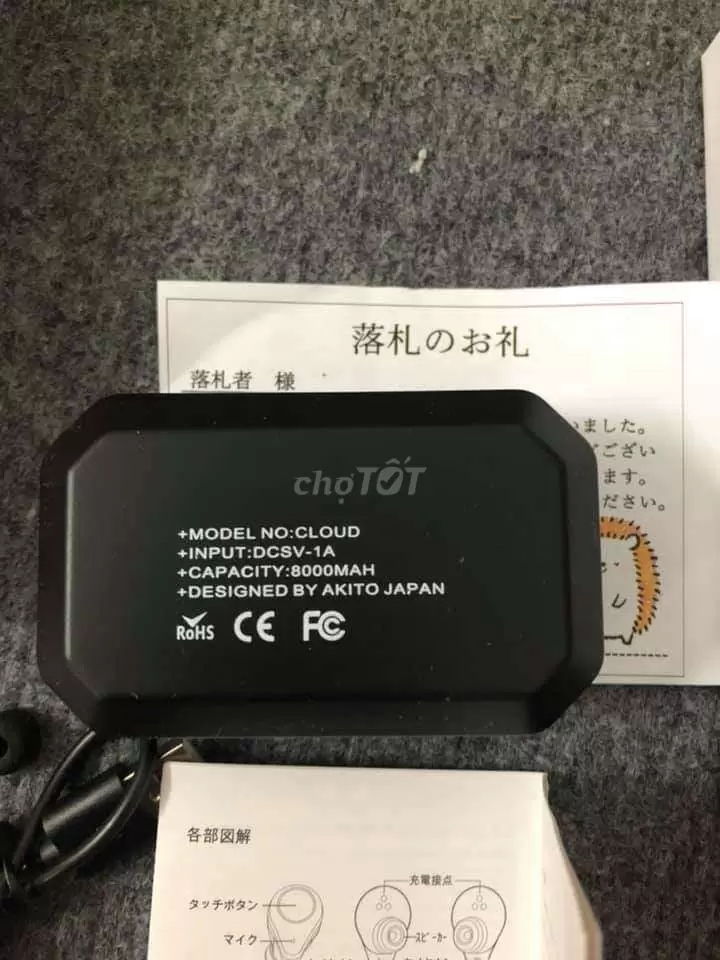 落札のお礼
落札者 様
いました。
ござい
ます。
ださい。
chợTỐT
+MODEL NO:CLOUD
+INPUT:DCSV-1A
+CAPACITY:8000MAH
+DESIGNED BY AKITO JAPAN
RoHS CE FC
各部図解
充電接点
タッチボタン
マイク
スピーカー